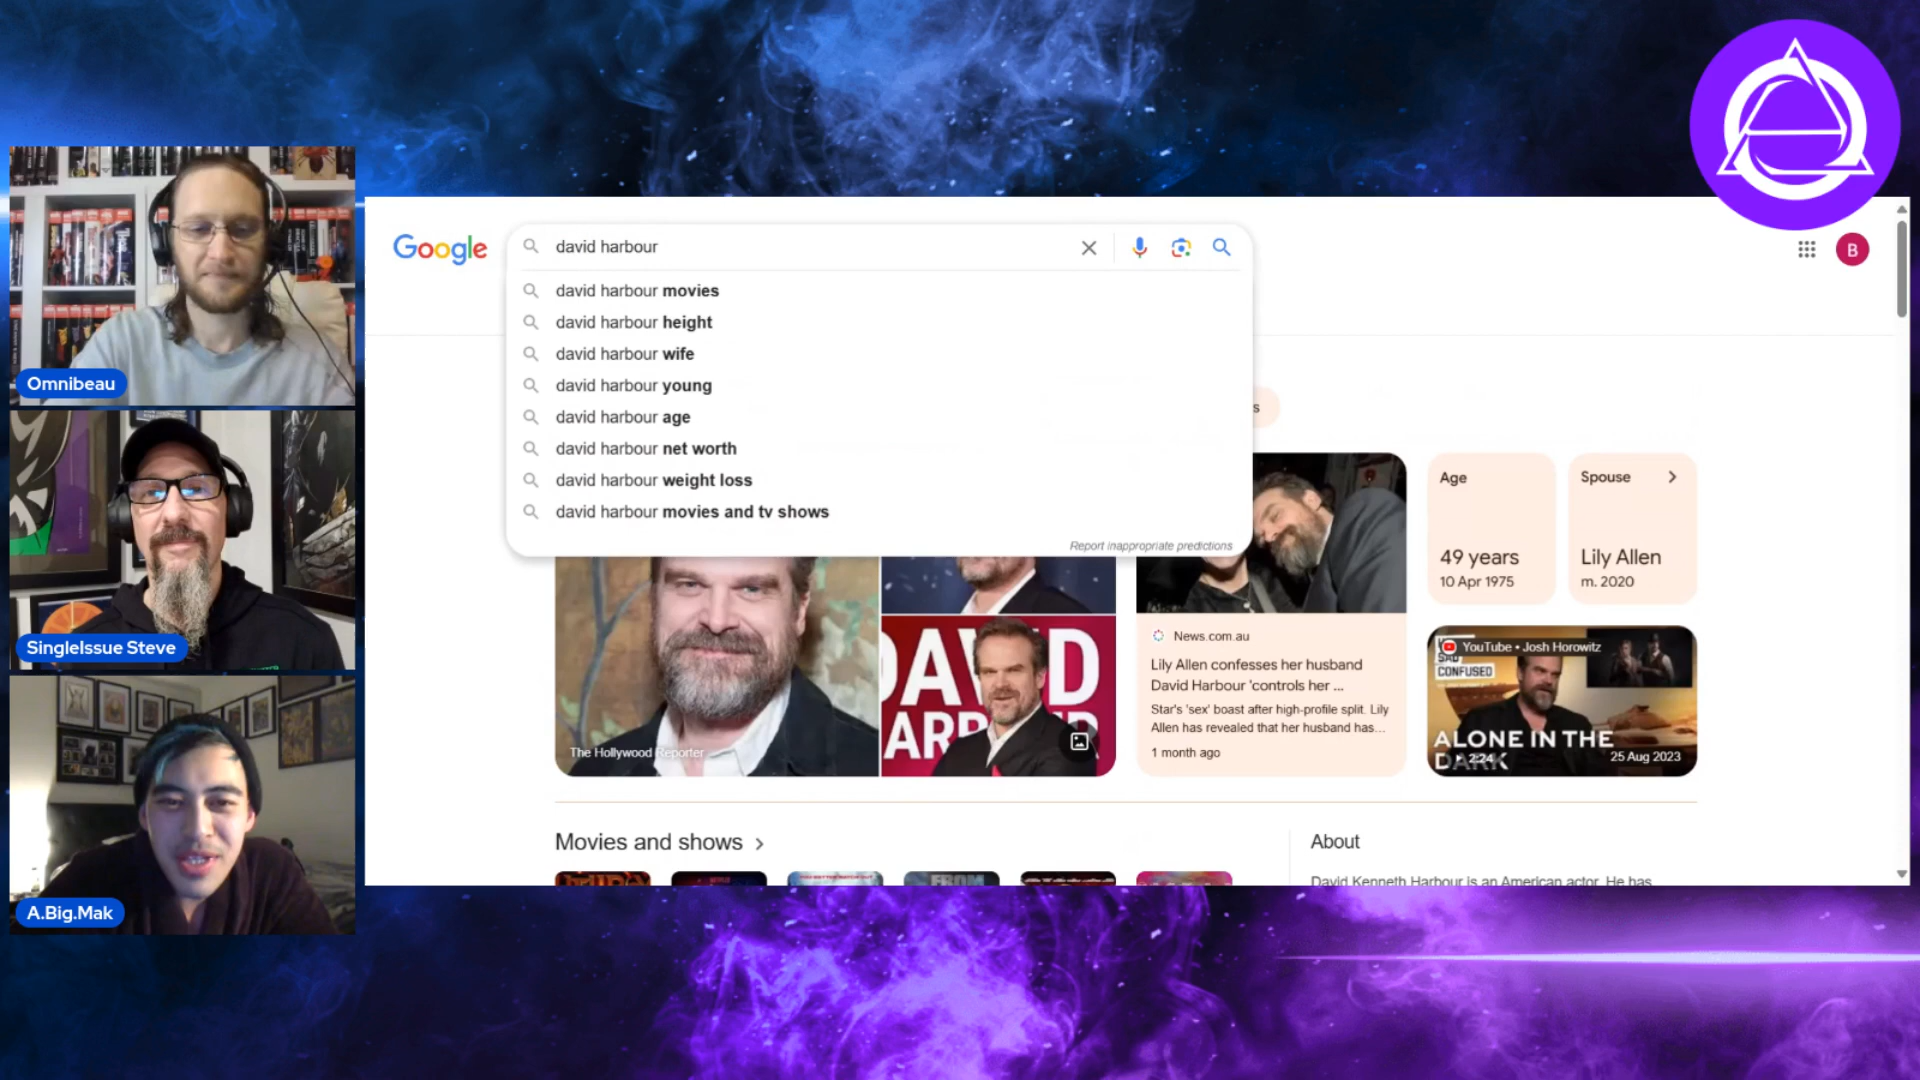 Omnibeau
SingleIssue Steve
A.Big.Mak
Google
david harbour
B
david harbour movies
david harbour height
david harbour wife
david harbour young
david harbour age
david harbour net worth
david harbour weight loss
david harbour movies and tv shows
Report inappropriate predictions
s
The Hollywood Reporter
DAVID
News.com.au
Lily Allen confesses her husband
David Harbour 'controls her ...
Star's 'sex' boast after high-profile split. Lily
Allen has revealed that her husband has...
1 month ago
Age
49 years
10 Apr 1975
Spouse
Lily Allen
m. 2020
YouTube • Josh Horowitz
SAD
CONFUSED
ALONE IN THE
DARK
2:24
25 Aug 2023
Movies and shows
FROM
About
David Kenneth Harbour is an American actor. He has